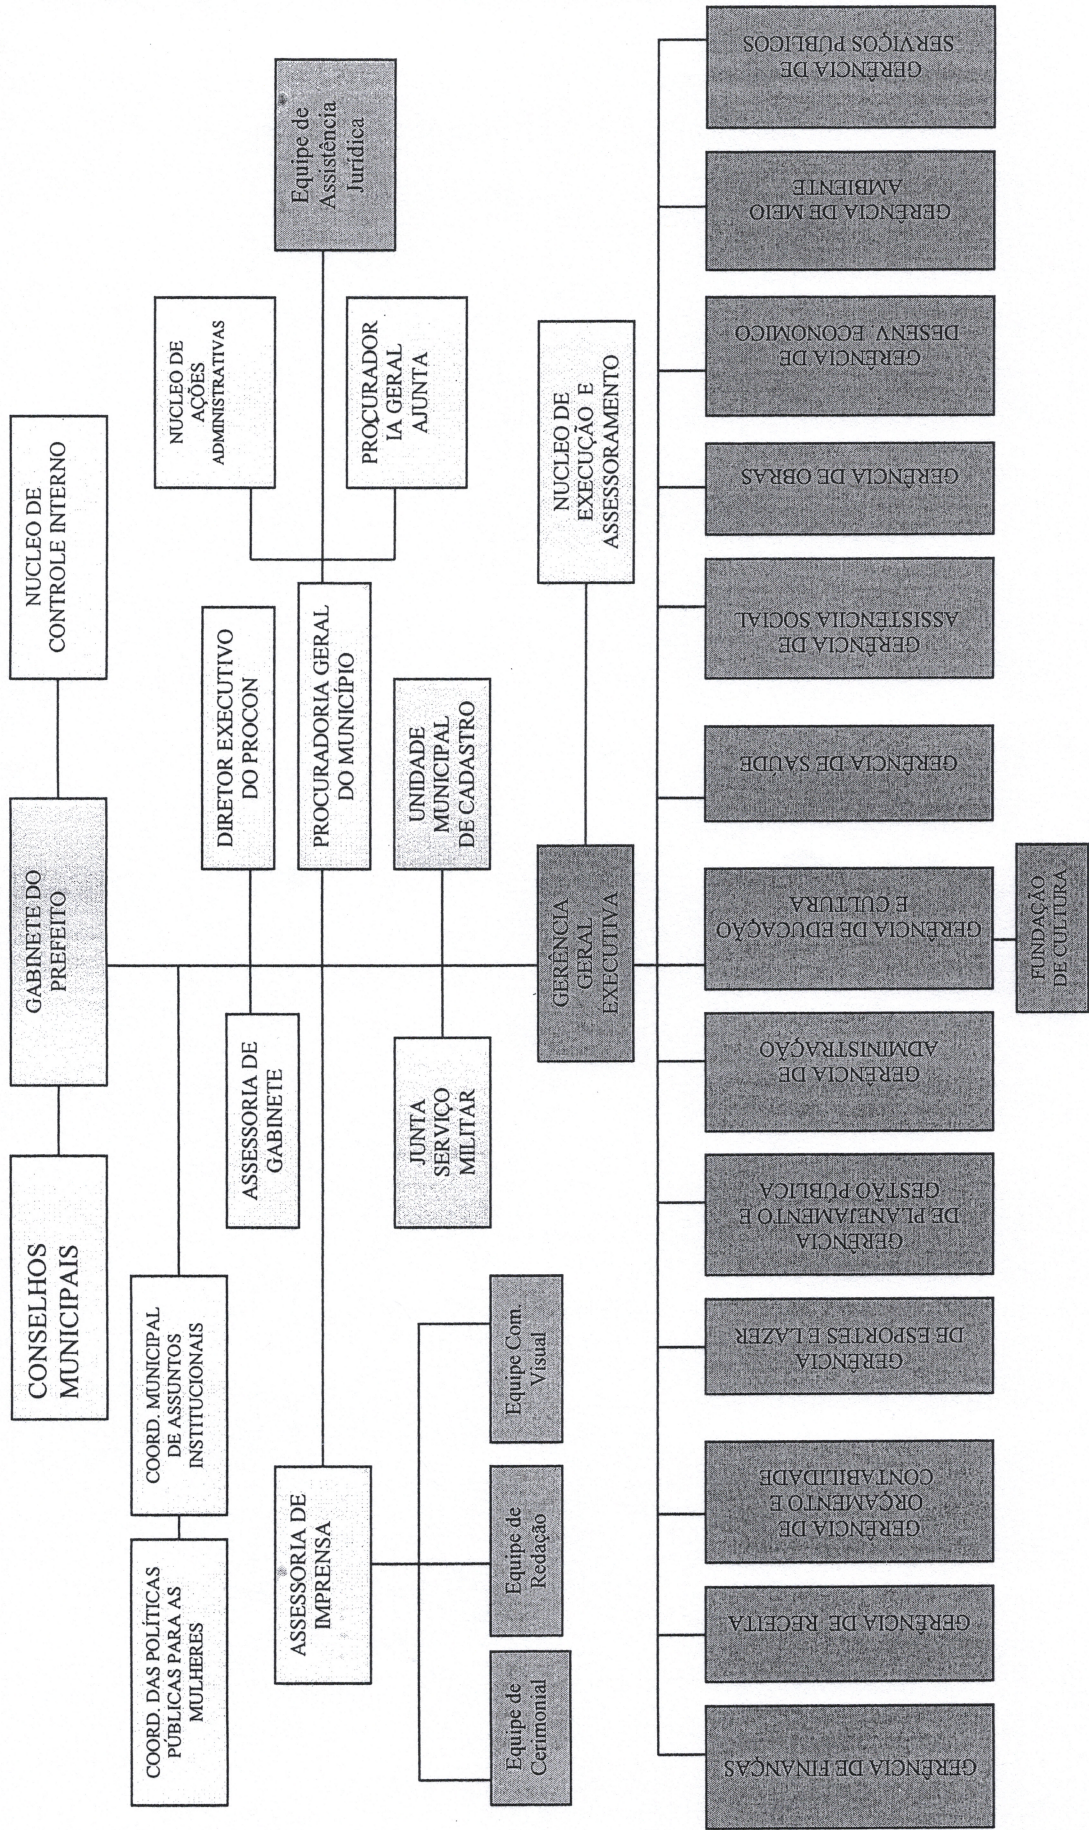 CONSELHOS
MUNICIPAIS
GABINETE DO
PREFEITO
NUCLEO DE
CONTROLE INTERNO
COORD. DAS POLÍTICAS
PÚBLICAS PARA AS
MULHERES
COORD. MUNICIPAL
DE ASSUNTOS
INSTITUCIONAIS
ASSESSORIA DE
GABINETE
DIRETOR EXECUTIVO
DO PROCON
NUCLEO DE
AÇÕES
ADMINISTRATIVAS
ASSESSORIA DE
IMPRENSA
PROCURADORIA GERAL
DO MUNICÍPIO
Equipe de
Assistência
Jurídica
PROCURADOR
IA GERAL
AJUNTA
JUNTA
SERVIÇO
MILITAR
UNIDADE
MUNICIPAL
DE CADASTRO
Equipe de
Cerimonial
Equipe de
Redação
Equipe Com.
Visual
GERÊNCIA
GERAL
EXECUTIVA
NUCLEO DE
EXECUÇÃO E
ASSESSORAMENTO
GERÊNCIA DE FINANÇAS
GERÊNCIA DE RECEITA
GERÊNCIA DE
ORÇAMENTO E
CONTABILIDADE
GERÊNCIA
DE ESPORTES E LAZER
GERÊNCIA
DE PLANEJAMENTO E
GESTÃO PÚBLICA
GERÊNCIA DE
ADMINISTRAÇÃO
GERÊNCIA DE EDUCAÇÃO
E CULTURA
GERÊNCIA DE SAÚDE
GERÊNCIA DE
ASSISTÊNCIIA SOCIAL
GERÊNCIA DE OBRAS
GERÊNCIA DE
DESENV. ECONOMICO
GERÊNCIA DE MEIO
AMBIENTE
GERÊNCIA DE
SERVIÇOS PÚBLICOS
FUNDAÇÃO
DE CULTURA